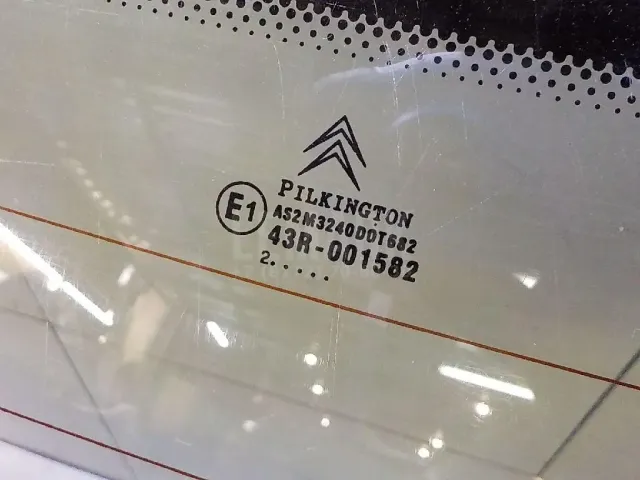 PILKINGTON
E1
AS2M3240DOT682
43R-001582
2.....